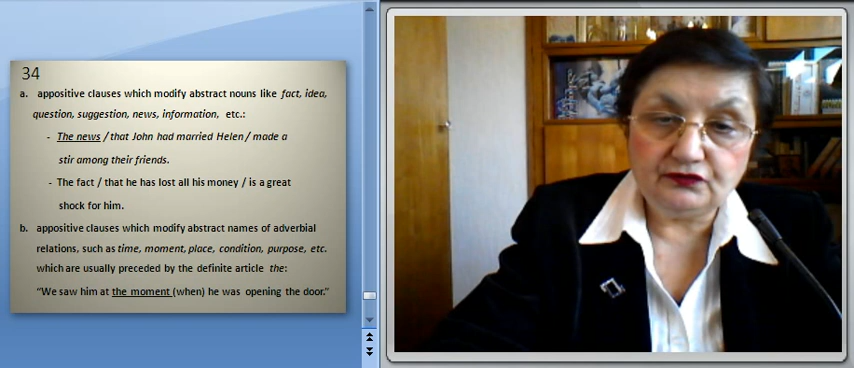 34
a. appositive clauses which modify abstract nouns like fact, idea,
question, suggestion, news, information, etc.:
- The news / that John had married Helen / made a
stir among their friends.
- The fact / that he has lost all his money / is a great
shock for him.
b. appositive clauses which modify abstract names of adverbial
relations, such as time, moment, place, condition, purpose, etc.
which are usually preceded by the definite article the:
“We saw him at the moment (when) he was opening the door.”